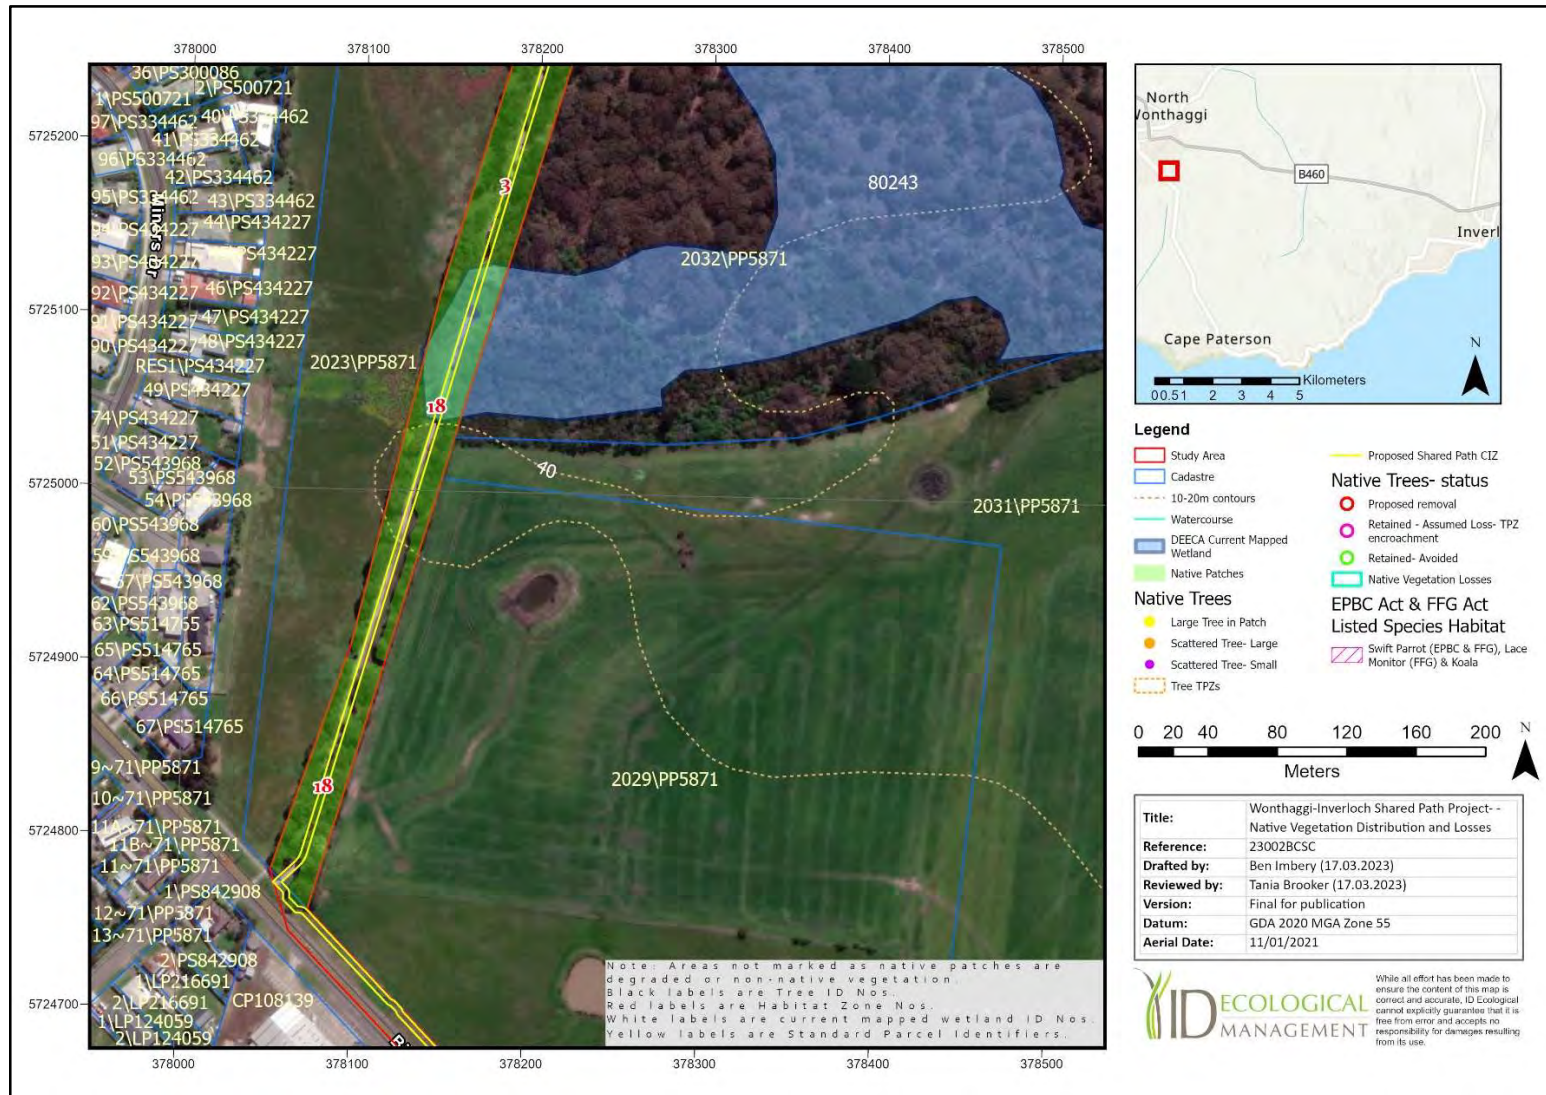 378000 378100 378200 378300 378400 378500
5725200
5725100
5725000
5724900
5724800
5724700
36\PS300086
2\PS500721
1\PS500721
97\PS334462
40\PS334462
41\PS334462
96\PS334462
42\PS334462
95\PS334462
43\PS334462
44\PS434227
94\PS434227
93\PS434227
92\PS434227
46\PS434227
91\PS434227
47\PS434227
90\PS434227
48\PS434227
RES1\PS434227
49\PS434227
74\PS434227
51\PS434227
52\PS543968
53\PS543968
54\PS543968
60\PS543968
59\PS543968
57\PS543968
62\PS543968
63\PS514765
65\PS514765
64\PS514765
66\PS514765
67\PS514765
9~71\PP5871
10~71\PP5871
11A~71\PP5871
11B~71\PP5871
11~71\PP5871
1\PS842908
12~71\PP5871
13~71\PP5871
2\PS842908
1\LP216691
2\LP216691
CP108139
1\LP124059
2\LP124059
Miners Dr
3
80243
2032\PP5871
2023\PP5871
18
40
2031\PP5871
2029\PP5871
18
Note: Areas not marked as native patches are
degraded or non-native vegetation.
Black labels are Tree ID Nos.
Red labels are Habitat Zone Nos.
White labels are current mapped wetland ID Nos.
Yellow labels are Standard Parcel Identifiers.
378000 378100 378200 378300 378400 378500
North
Wonthaggi
B460
Inverl
Cape Paterson
N
Kilometers
0 0.5 1 2 3 4 5
Legend
Study Area
Cadastre
10-20m contours
Watercourse
DEECA Current Mapped
Wetland
Native Patches
Native Trees
Large Tree in Patch
Scattered Tree- Large
Scattered Tree- Small
Tree TPZs
Proposed Shared Path CIZ
Native Trees- status
Proposed removal
Retained - Assumed Loss- TPZ
encroachment
Retained- Avoided
Native Vegetation Losses
EPBC Act & FFG Act
Listed Species Habitat
Swift Parrot (EPBC & FFG), Lace
Monitor (FFG) & Koala
0 20 40 80 120 160 200
Meters
N
Title: Wonthaggi-Inverloch Shared Path Project- -
Native Vegetation Distribution and Losses
Reference: 23002BCSC
Drafted by: Ben Imbery (17.03.2023)
Reviewed by: Tania Brooker (17.03.2023)
Version: Final for publication
Datum: GDA 2020 MGA Zone 55
Aerial Date: 11/01/2021
ID ECOLOGICAL
MANAGEMENT
While all effort has been made to
ensure the content of this map is
correct and accurate, ID Ecological
cannot explicitly guarantee that it is
free from error and accepts no
responsibility for damages resulting
from its use.